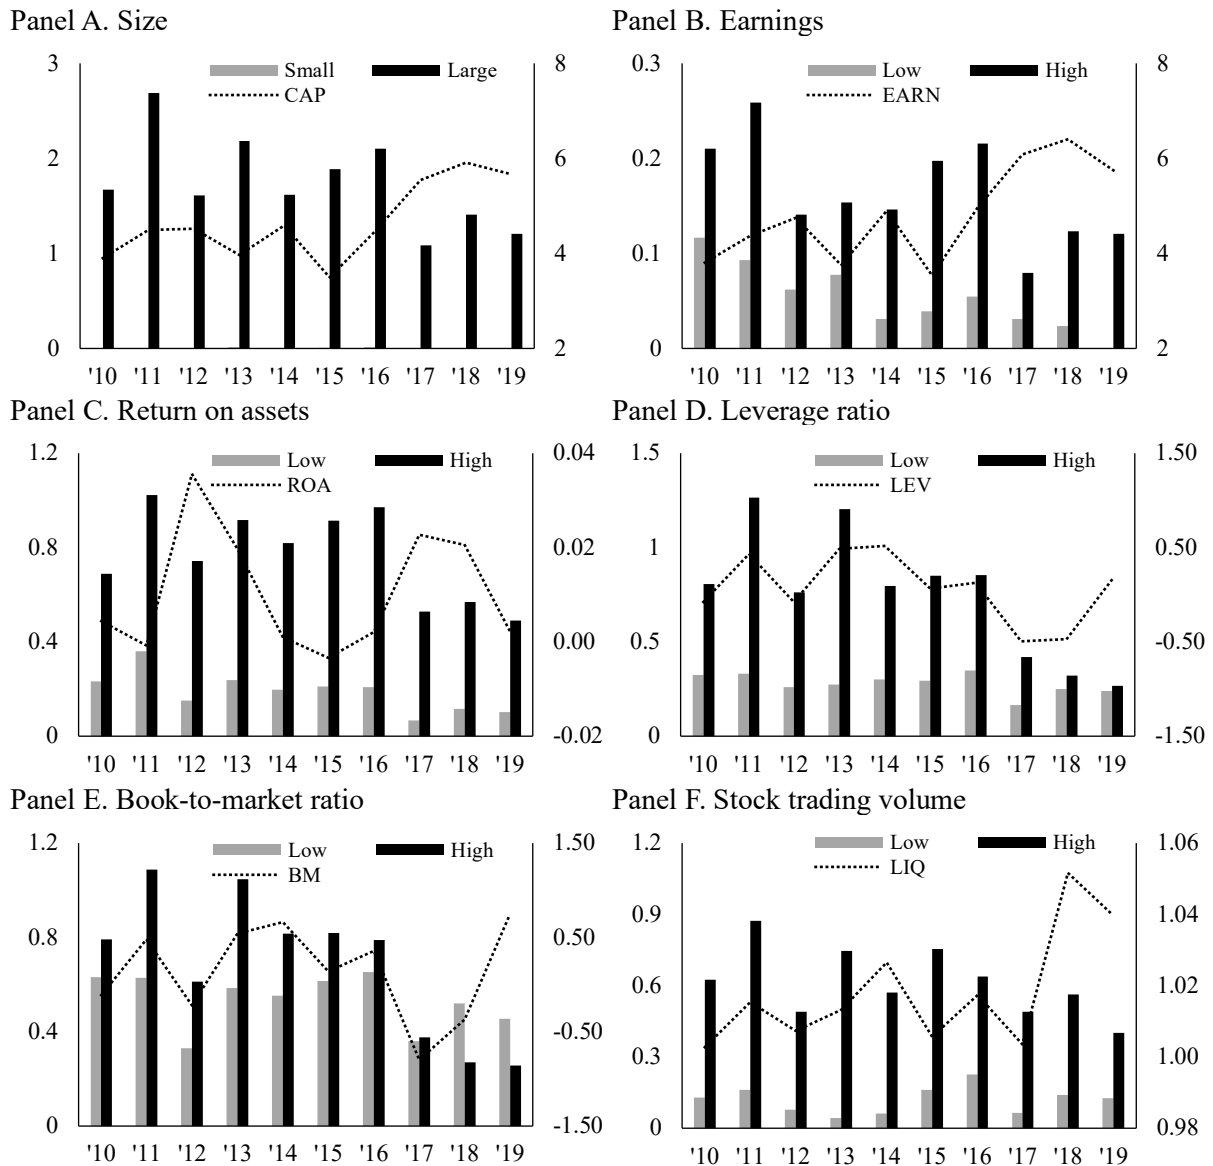 Panel A. Size
3
2
1
0
8
6
4
2
Small
Large
CAP
'10 '11 '12 '13 '14 '15 '16 '17 '18 '19
Panel B. Earnings
0.3
0.2
0.1
0
8
6
4
2
Low
High
EARN
'10 '11 '12 '13 '14 '15 '16 '17 '18 '19
Panel C. Return on assets
1.2
0.8
0.4
0
0.04
0.02
0.00
-0.02
Low
High
ROA
'10 '11 '12 '13 '14 '15 '16 '17 '18 '19
Panel D. Leverage ratio
1.5
1
0.5
0
1.50
0.50
-0.50
-1.50
Low
High
LEV
'10 '11 '12 '13 '14 '15 '16 '17 '18 '19
Panel E. Book-to-market ratio
1.2
0.8
0.4
0
1.50
0.50
-0.50
-1.50
Low
High
BM
'10 '11 '12 '13 '14 '15 '16 '17 '18 '19
Panel F. Stock trading volume
1.2
0.9
0.6
0.3
0
1.06
1.04
1.02
1.00
0.98
Low
High
LIQ
'10 '11 '12 '13 '14 '15 '16 '17 '18 '19